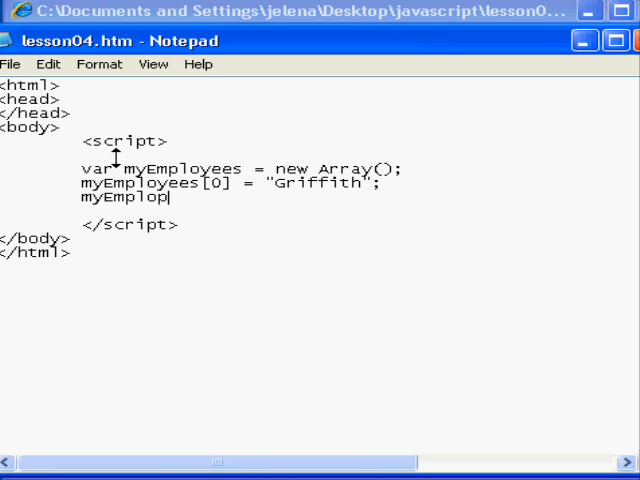 C:\Documents and Settings\jelena\Desktop\javascript\lesson0...
lesson04.htm - Notepad
File Edit Format View Help
<html>
<head>
</head>
<body>
<script>
var myEmployees = new Array();
myEmployees[0] = "Griffith";
myEmplop
</script>
</body>
</html>